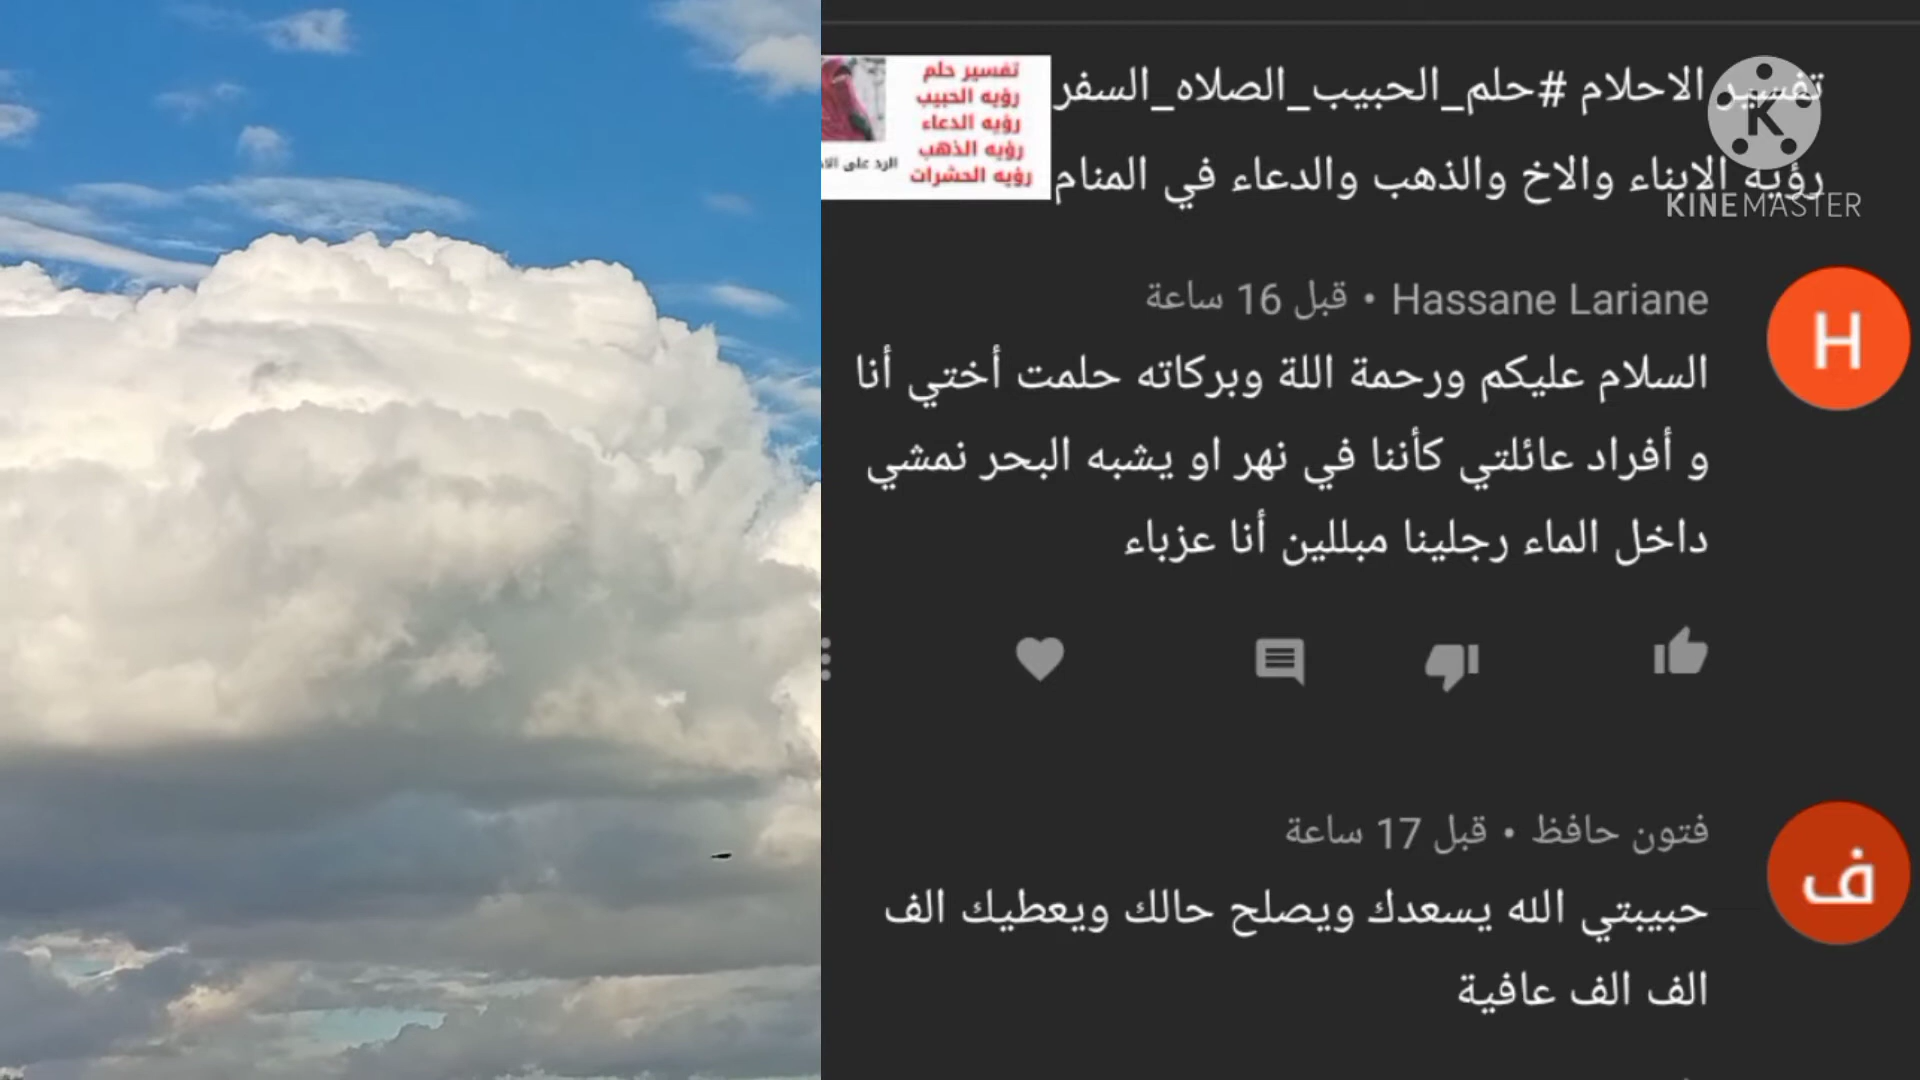 تفسير الاحلام #حلم_الحبيب_الصلاه_السفر
رؤيه الابناء والاخ والذهب والدعاء في المنام
تفسير حلم
رؤيه الحبيب
رؤيه الدعاء
رؤيه الذهب
رؤيه الحشرات
الرد على
K
KINEMASTER
Hassane Lariane • قبل 16 ساعة
H
السلام عليكم ورحمة اللة وبركاته حلمت أختي أنا
و أفراد عائلتي كأننا في نهر او يشبه البحر نمشي
داخل الماء رجلينا مبللين أنا عزباء
فتون حافظ • قبل 17 ساعة
ف
حبيبتي الله يسعدك ويصلح حالك ويعطيك الف
الف الف عافية